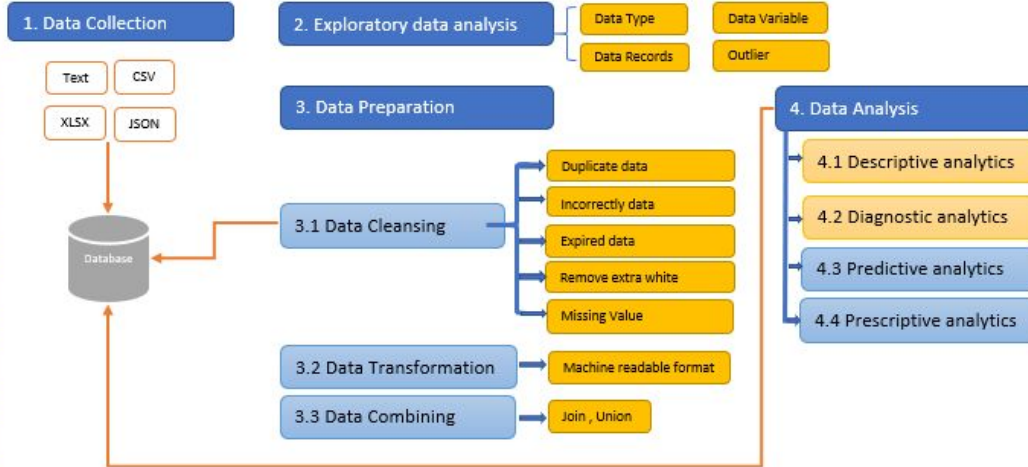 1. Data Collection
Text
CSV
XLSX
JSON
Database
2. Exploratory data analysis
Data Type
Data Variable
Data Records
Outlier
3. Data Preparation
3.1 Data Cleansing
Duplicate data
Incorrectly data
Expired data
Remove extra white
Missing Value
3.2 Data Transformation
Machine readable format
3.3 Data Combining
Join , Union
4. Data Analysis
4.1 Descriptive analytics
4.2 Diagnostic analytics
4.3 Predictive analytics
4.4 Prescriptive analytics